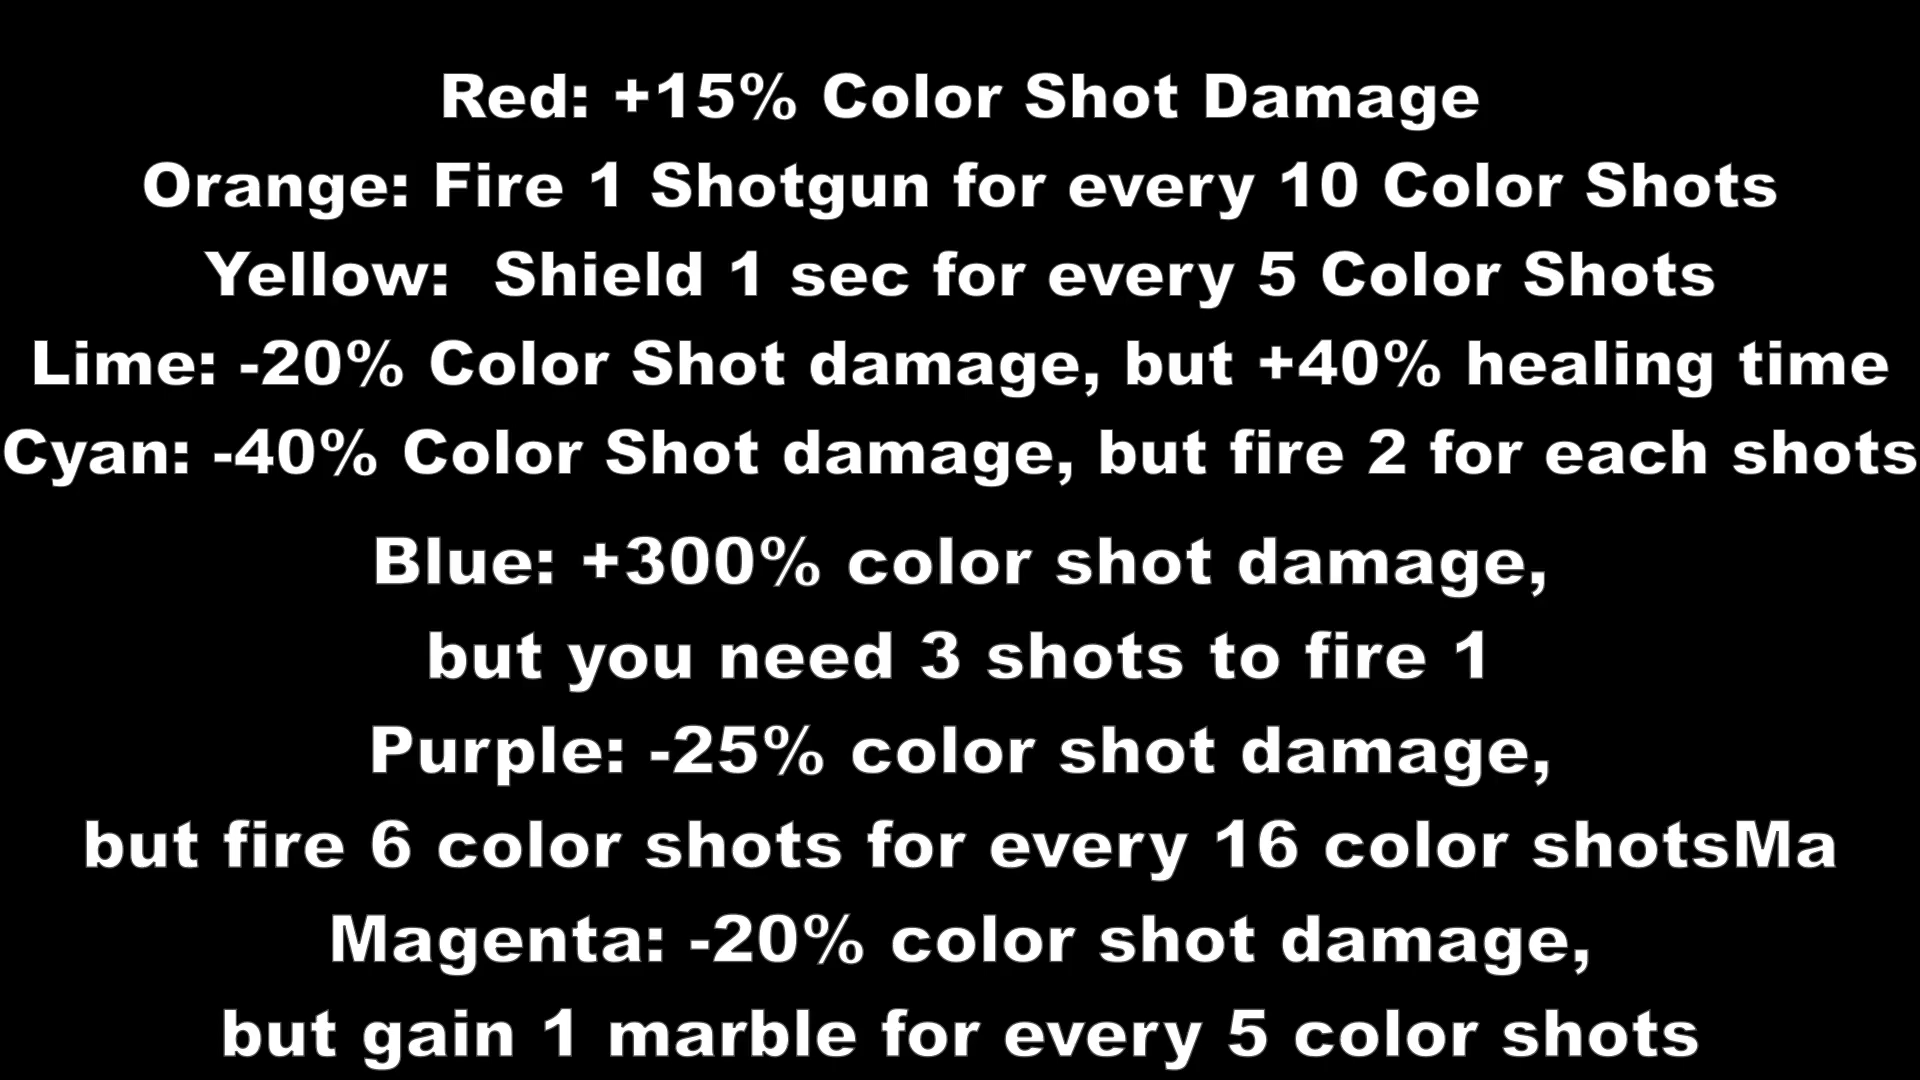 Red: +15% Color Shot Damage
Orange: Fire 1 Shotgun for every 10 Color Shots
Yellow:  Shield 1 sec for every 5 Color Shots
Lime: -20% Color Shot damage, but +40% healing time
Cyan: -40% Color Shot damage, but fire 2 for each shots
Blue: +300% color shot damage,
but you need 3 shots to fire 1
Purple: -25% color shot damage,
but fire 6 color shots for every 16 color shotsMa
Magenta: -20% color shot damage,
but gain 1 marble for every 5 color shots